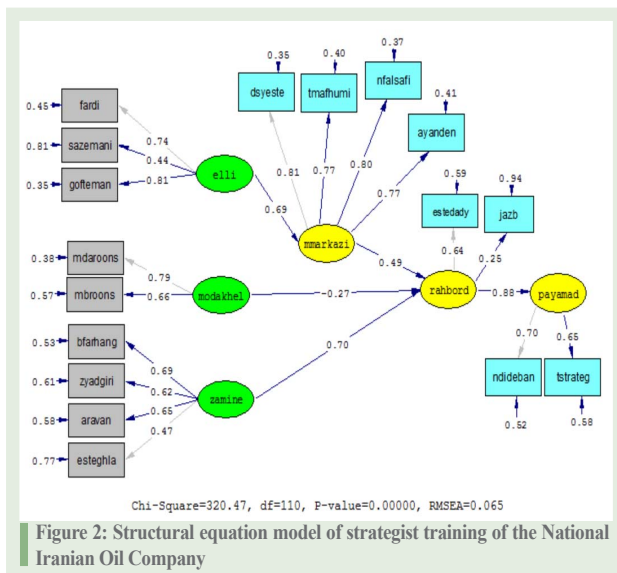 0.35
0.40
0.37
dsyeste
tmafhumi
nfalsafi
0.41
ayanden
0.45
fardi
0.81
sazemani
0.35
gofteman
0.74
0.44
0.81
elli
0.69
0.81
0.77
0.80
0.77
mmarkazi
0.59
estedady
0.94
jazb
0.49
0.64
0.25
0.38
mdaroons
0.57
mbroons
0.79
0.66
modakhel
-0.27
rahbord
0.88
payamad
0.70
0.53
bfarhang
0.61
zyadgiri
0.58
aravan
0.77
esteghla
0.69
0.62
0.65
0.47
zamine
0.70
0.65
ndideban
tstrateg
0.52
0.58
Chi-Square=320.47, df=110, P-value=0.00000, RMSEA=0.065
Figure 2: Structural equation model of strategist training of the National
Iranian Oil Company